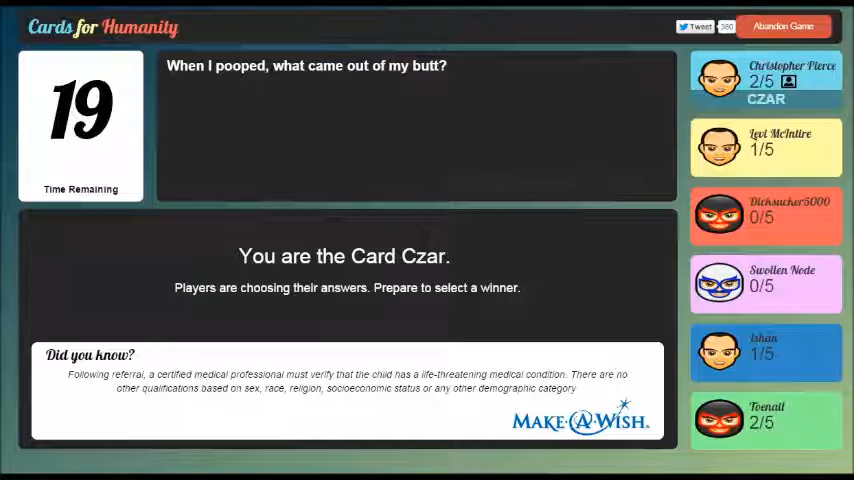 Cards for Humanity
Tweet 380
Abandon Game
19
Time Remaining
When I pooped, what came out of my butt?
You are the Card Czar.
Players are choosing their answers. Prepare to select a winner.
Did you know?
Following referral, a certified medical professional must verify that the child has a life-threatening medical condition. There are no
other qualifications based on sex, race, religion, socioeconomic status or any other demographic category
MAKE-A-WISH.
Christopher Pierce
2/5
CZAR
Levi McIntire
1/5
Dicksucker5000
0/5
Swollen Node
0/5
Ishan
1/5
Toenail
2/5